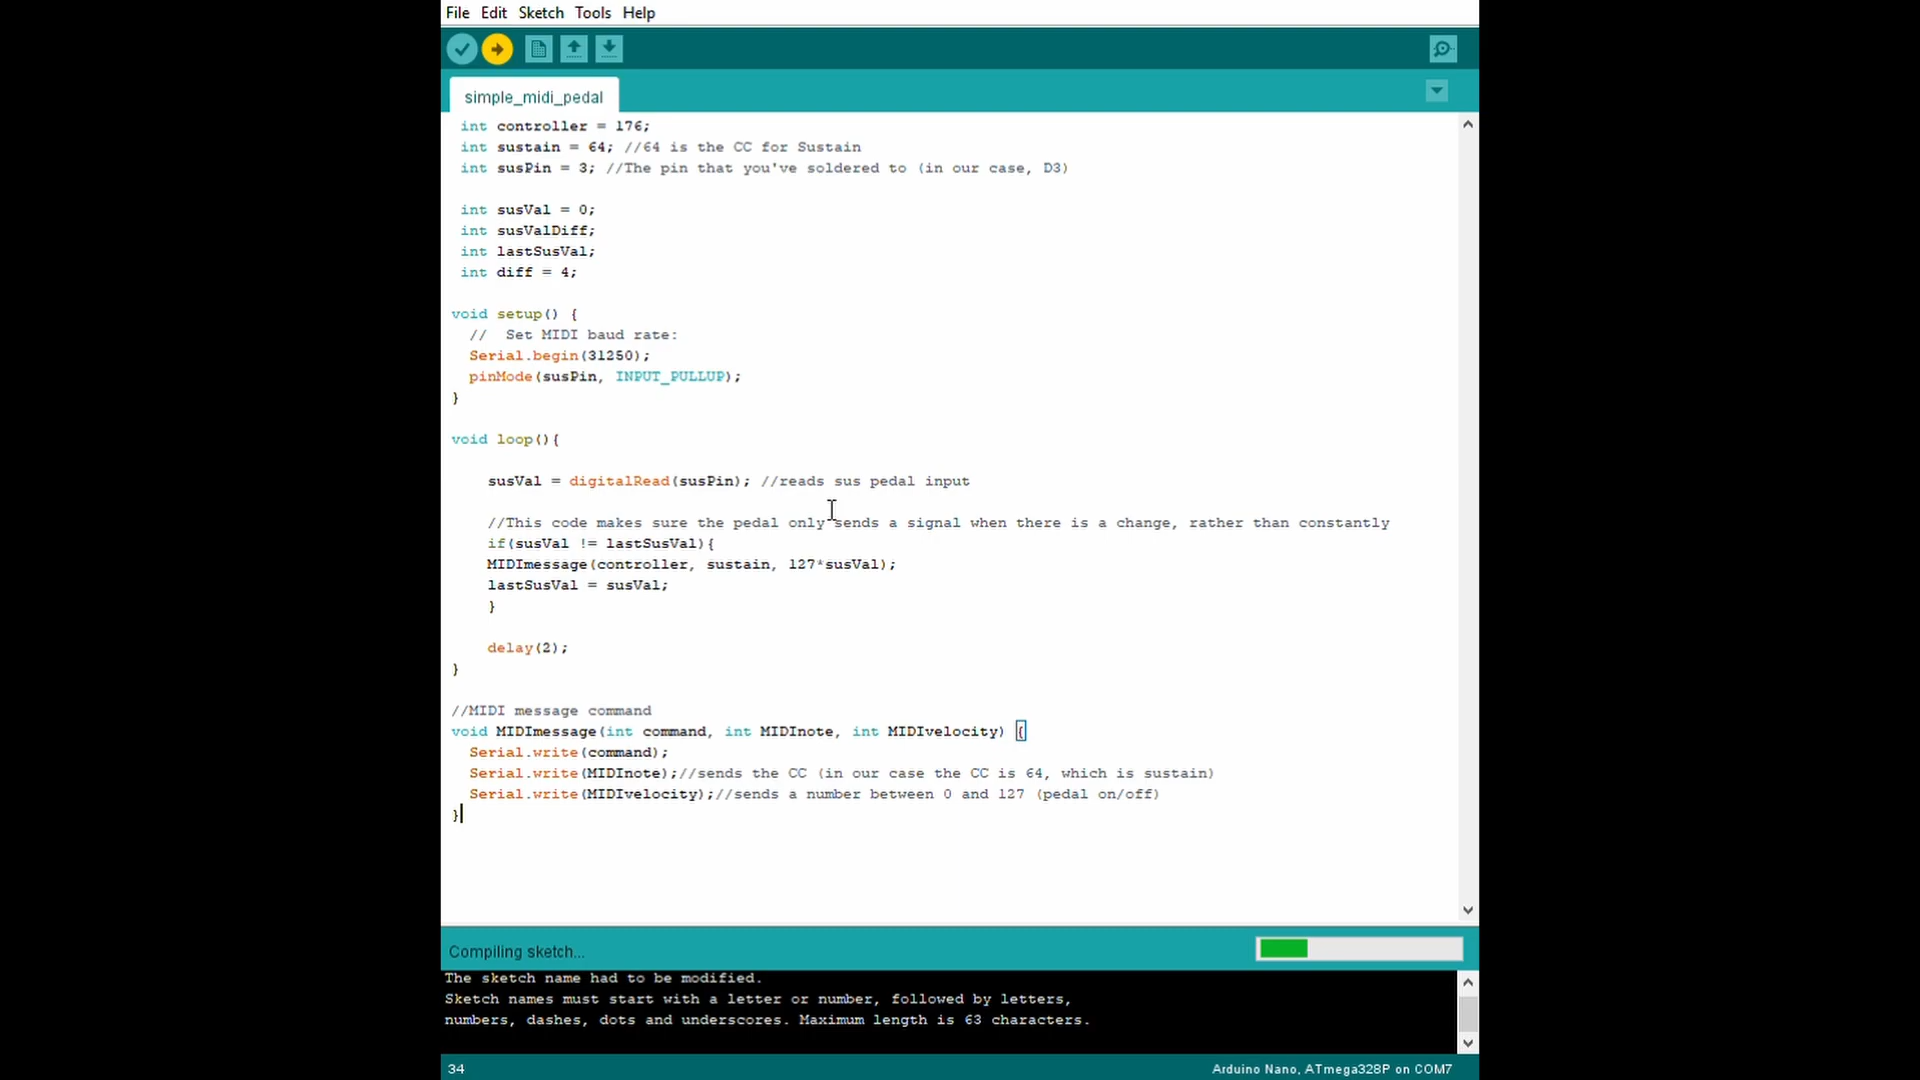 File Edit Sketch Tools Help
simple_midi_pedal
int controller = 176;
int sustain = 64; //64 is the CC for Sustain
int susPin = 3; //The pin that you've soldered to (in our case, D3)
int susVal = 0;
int susValDiff;
int lastSusVal;
int diff = 4;
void setup() {
//  Set MIDI baud rate:
Serial.begin(31250);
pinMode(susPin, INPUT_PULLUP);
}
void loop(){
susVal = digitalRead(susPin); //reads sus pedal input
//This code makes sure the pedal only sends a signal when there is a change, rather than constantly
if(susVal != lastSusVal){
MIDImessage(controller, sustain, 127*susVal);
lastSusVal = susVal;
}
delay(2);
}
//MIDI message command
void MIDImessage(int command, int MIDInote, int MIDIvelocity) {
Serial.write(command);
Serial.write(MIDInote);//sends the CC (in our case the CC is 64, which is sustain)
Serial.write(MIDIvelocity);//sends a number between 0 and 127 (pedal on/off)
}
Compiling sketch...
The sketch name had to be modified.
Sketch names must start with a letter or number, followed by letters,
numbers, dashes, dots and underscores. Maximum length is 63 characters.
34 Arduino Nano, ATmega328P on COM7